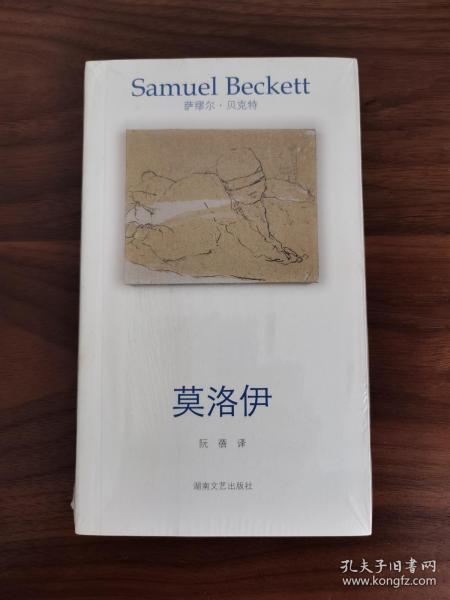 Samuel Beckett
萨缪尔·贝克特
莫洛伊
阮蓓 译
湖南文艺出版社
孔夫子旧书网
www.kongfz.com